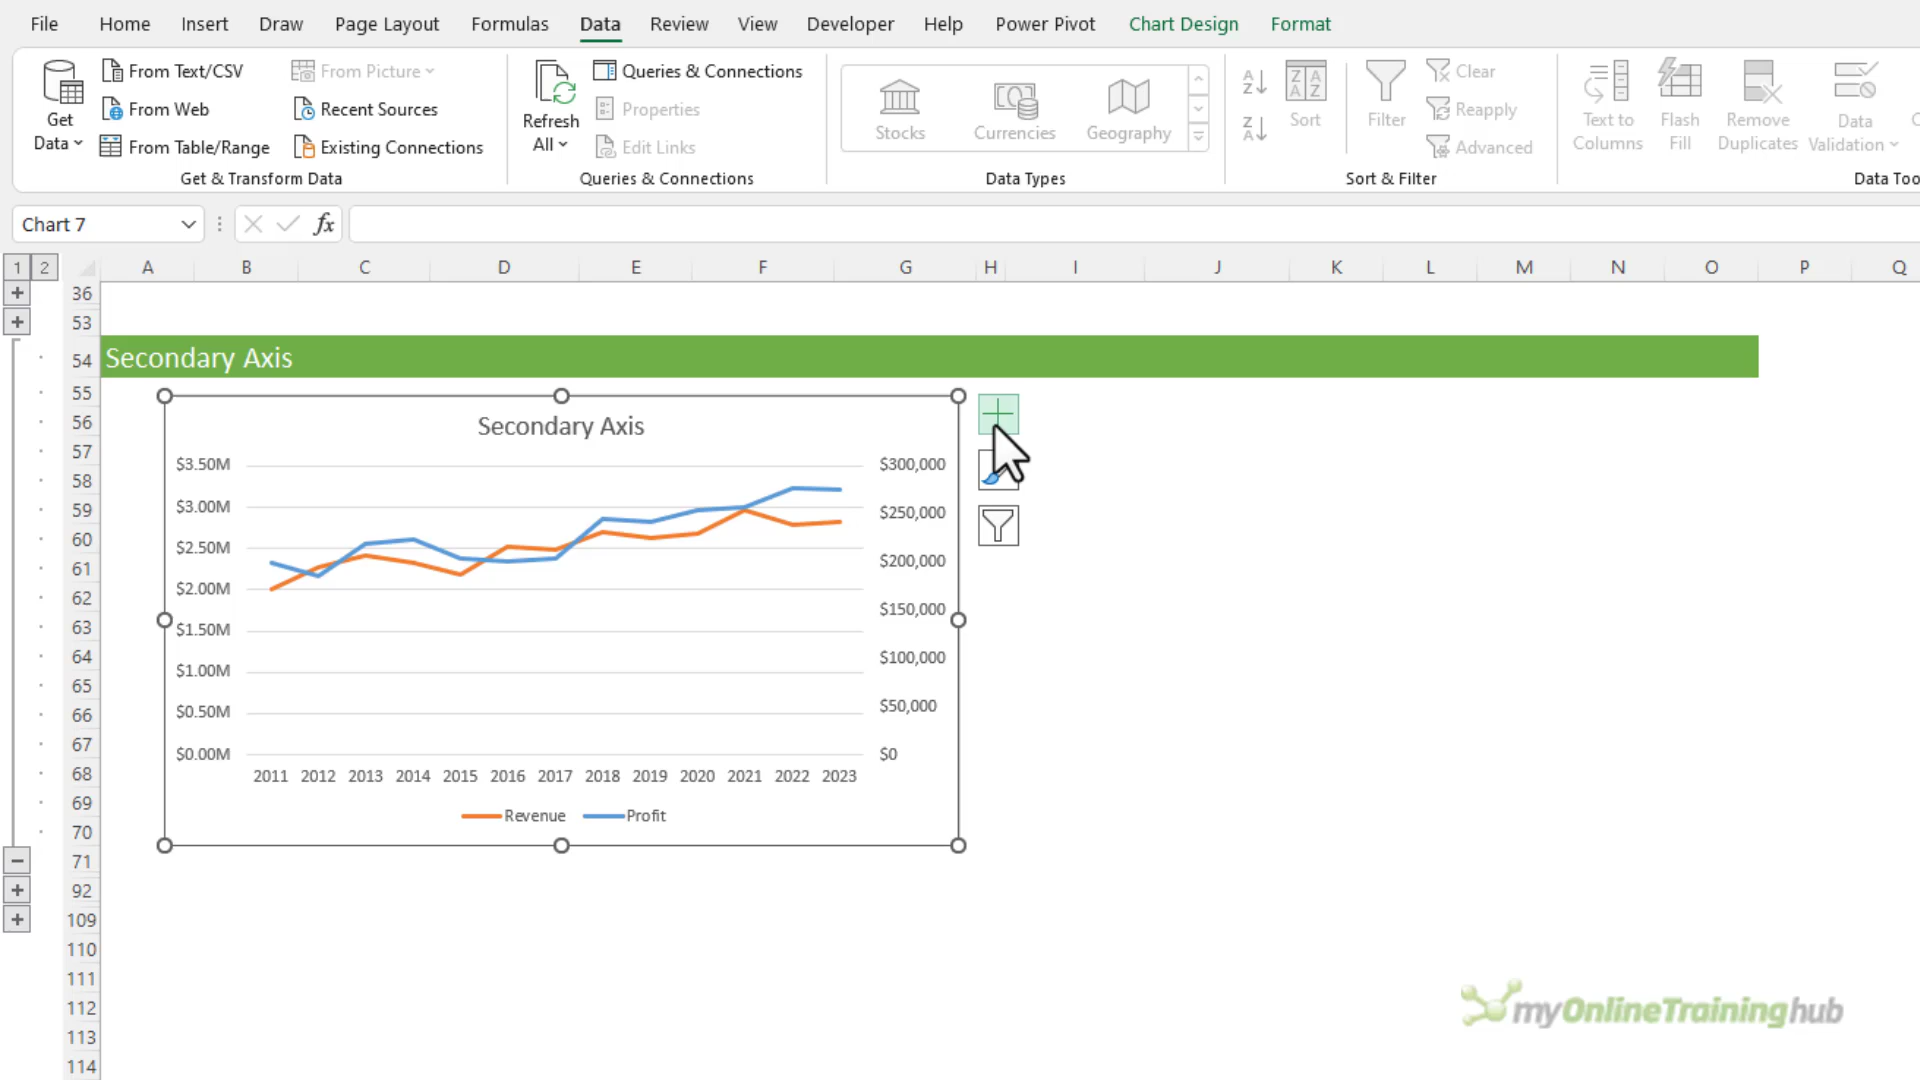 File Home Insert Draw Page Layout Formulas Data Review View Developer Help Power Pivot Chart Design Format
Get Data
From Text/CSV
From Web
From Table/Range
From Picture
Recent Sources
Existing Connections
Get & Transform Data
Refresh All
Queries & Connections
Properties
Edit Links
Queries & Connections
Stocks Currencies Geography
Data Types
Sort
Filter
Clear
Reapply
Advanced
Sort & Filter
Text to Columns
Flash Fill
Remove Duplicates
Data Validation
Data Too
Chart 7
fx
1 2
A B C D E F G H I J K L M N O P Q
36
53
54
55
56
57
58
59
60
61
62
63
64
65
66
67
68
69
70
71
92
109
110
111
112
113
114
Secondary Axis
Secondary Axis
$3.50M
$3.00M
$2.50M
$2.00M
$1.50M
$1.00M
$0.50M
$0.00M
$300,000
$250,000
$200,000
$150,000
$100,000
$50,000
$0
2011 2012 2013 2014 2015 2016 2017 2018 2019 2020 2021 2022 2023
Revenue Profit
myOnlineTraininghub